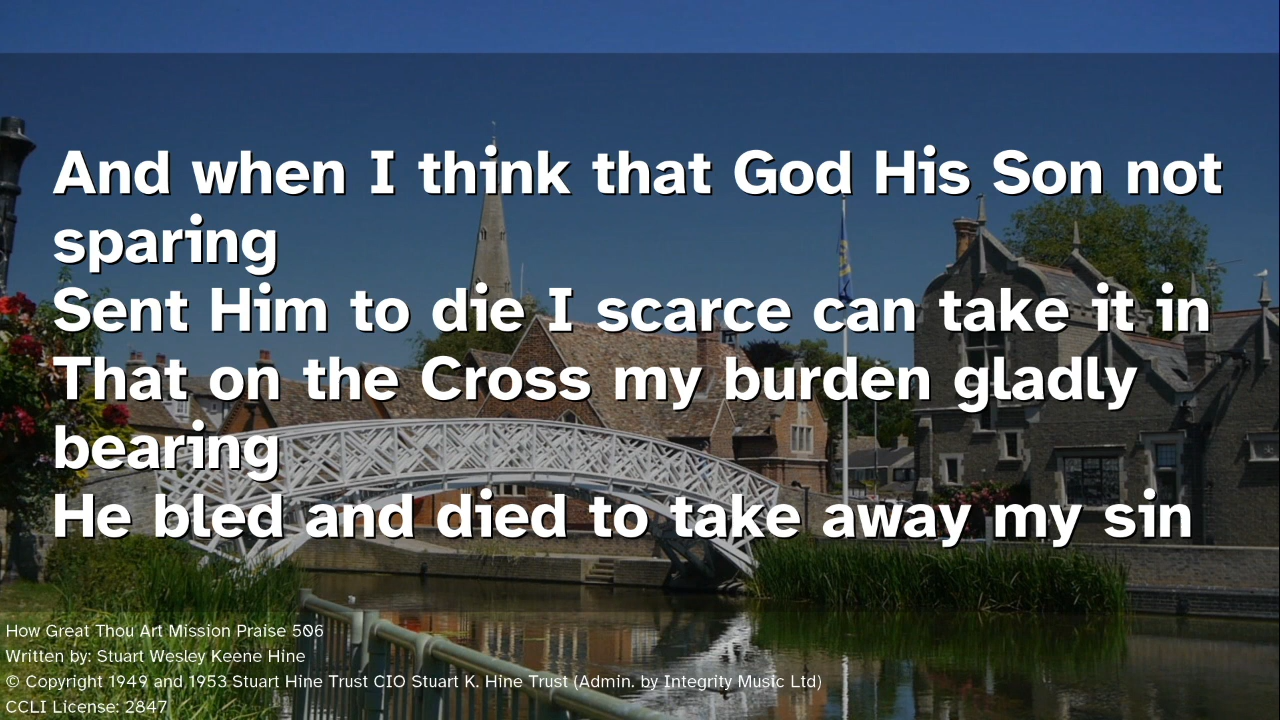 And when I think that God His Son not
sparing
Sent Him to die I scarce can take it in
That on the Cross my burden gladly
bearing
He bled and died to take away my sin
How Great Thou Art Mission Praise 506
Written by: Stuart Wesley Keene Hine
© Copyright 1949 and 1953 Stuart Hine Trust CIO Stuart K. Hine Trust (Admin. by Integrity Music Ltd)
CCLI License: 2847